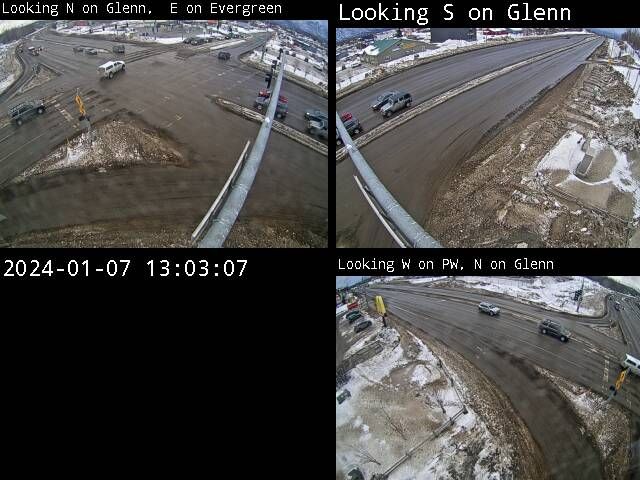 Looking N on Glenn,  E on Evergreen
Looking S on Glenn
2024-01-07 13:03:07
Looking W on PW, N on Glenn